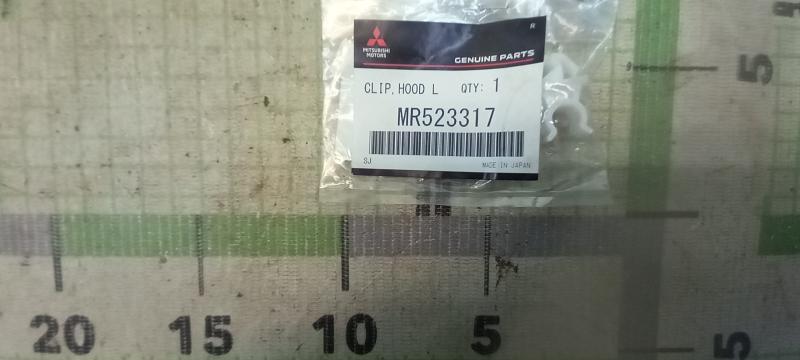 R
MITSUBISHI
MOTORS
GENUINE PARTS
CLIP, HOOD L QTY: 1
MR523317
SJ MADE IN JAPAN
5
20 15 10 5
5